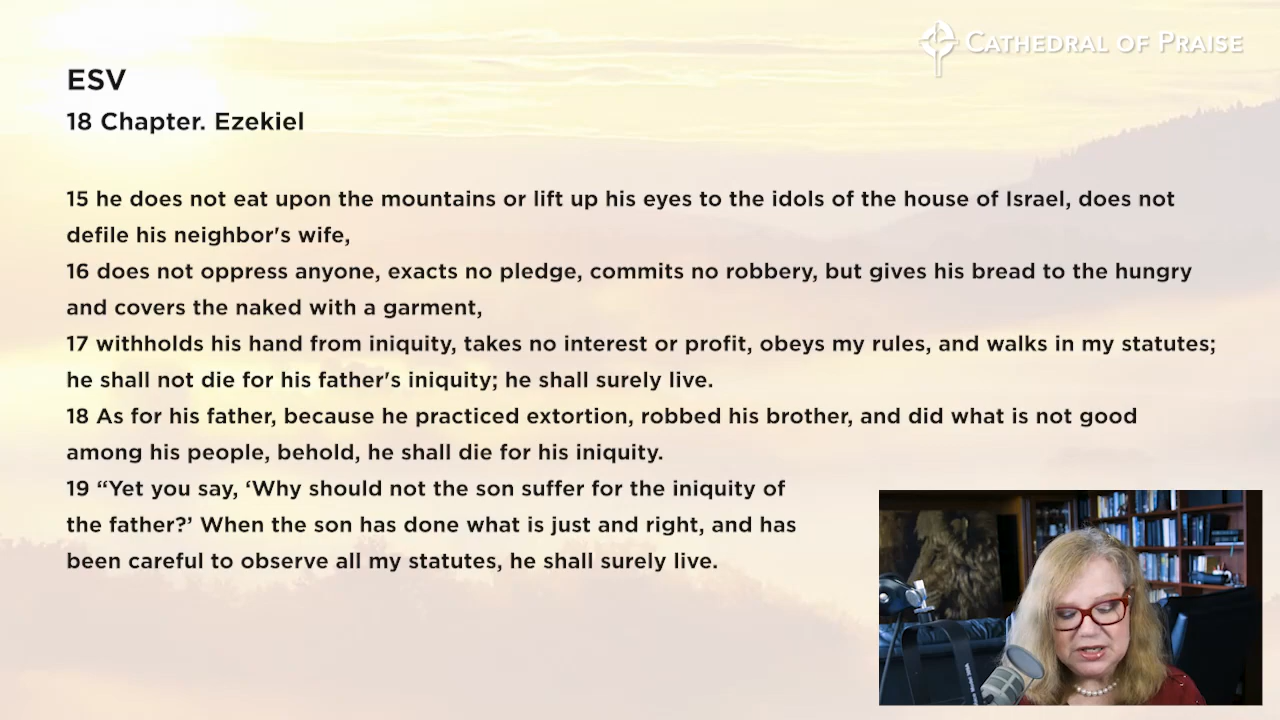 CATHEDRAL OF PRAISE
ESV
18 Chapter. Ezekiel
15 he does not eat upon the mountains or lift up his eyes to the idols of the house of Israel, does not
defile his neighbor's wife,
16 does not oppress anyone, exacts no pledge, commits no robbery, but gives his bread to the hungry
and covers the naked with a garment,
17 withholds his hand from iniquity, takes no interest or profit, obeys my rules, and walks in my statutes;
he shall not die for his father's iniquity; he shall surely live.
18 As for his father, because he practiced extortion, robbed his brother, and did what is not good
among his people, behold, he shall die for his iniquity.
19 “Yet you say, ‘Why should not the son suffer for the iniquity of
the father?’ When the son has done what is just and right, and has
been careful to observe all my statutes, he shall surely live.